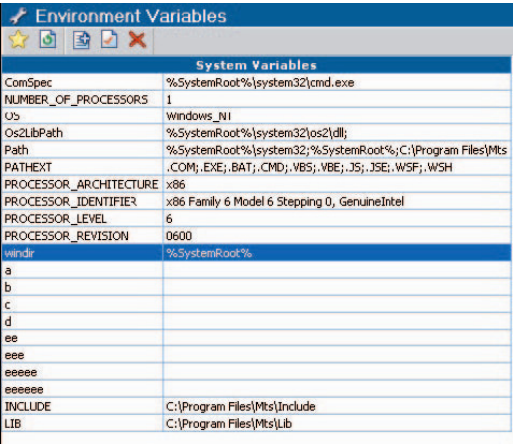 Environment Variables
System Variables
ComSpec %SystemRoot%\system32\cmd.exe
NUMBER_OF_PROCESSORS 1
OS Windows_NT
Os2LibPath %SystemRoot%\system32\os2\dll;
Path %SystemRoot%\system32;%SystemRoot%;C:\Program Files\Mts
PATHEXT .COM;.EXE;.BAT;.CMD;.VBS;.VBE;.JS;.JSE;.WSF;.WSH
PROCESSOR_ARCHITECTURE x86
PROCESSOR_IDENTIFIER x86 Family 6 Model 6 Stepping 0, GenuineIntel
PROCESSOR_LEVEL 6
PROCESSOR_REVISION 0600
windir %SystemRoot%
a
b
c
d
ee
eee
eeeee
eeeeee
INCLUDE C:\Program Files\Mts\Include
LIB C:\Program Files\Mts\Lib